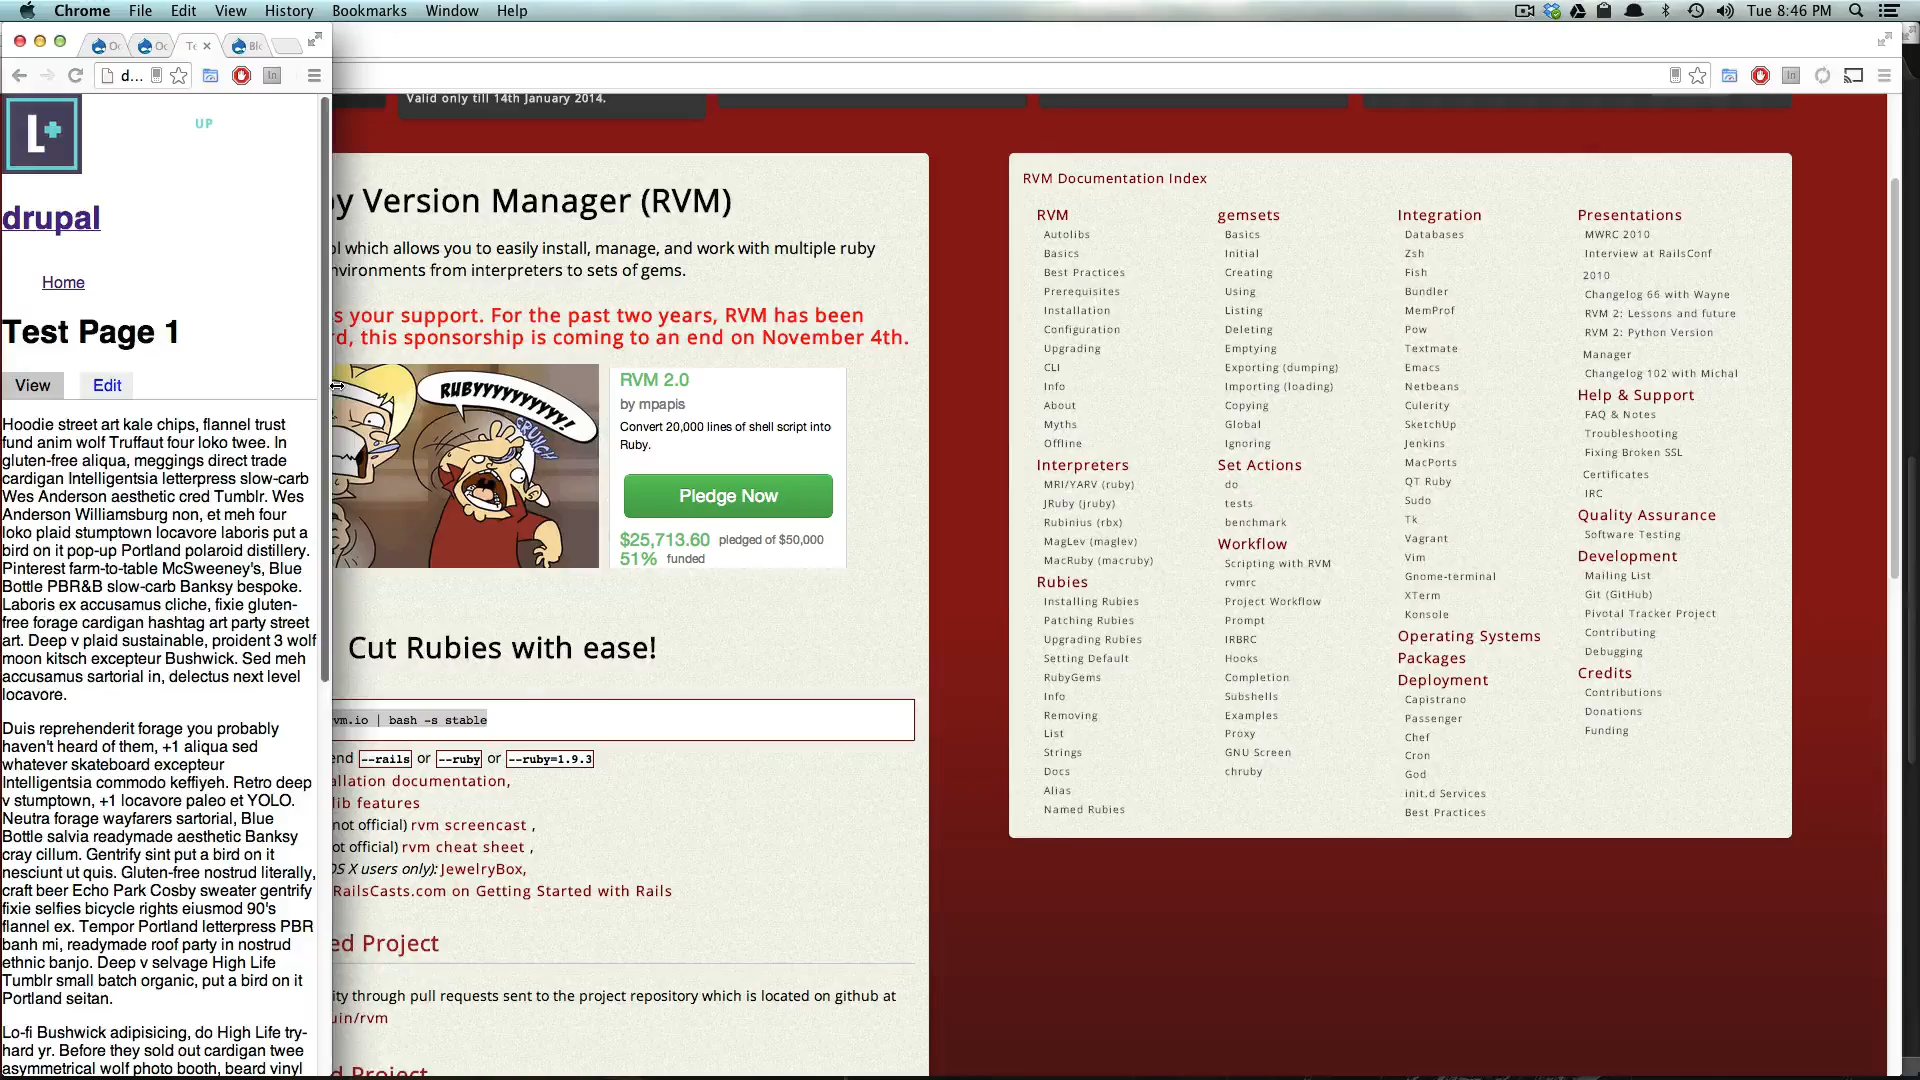 Chrome File Edit View History Bookmarks Window Help Tue 8:46 PM
Oc Oc Te Ble
d...
L+
UP
drupal
Home
Test Page 1
View Edit
Hoodie street art kale chips, flannel trust
fund anim wolf Truffaut four loko twee. In
gluten-free aliqua, meggings direct trade
cardigan Intelligentsia letterpress slow-carb
Wes Anderson aesthetic cred Tumblr. Wes
Anderson Williamsburg non, et meh four
loko plaid stumptown locavore laboris put a
bird on it pop-up Portland polaroid distillery.
Pinterest farm-to-table McSweeney's, Blue
Bottle PBR&B slow-carb Banksy bespoke.
Laboris ex accusamus cliche, fixie gluten-
free forage cardigan hashtag art party street
art. Deep v plaid sustainable, proident 3 wolf
moon kitsch excepteur Bushwick. Sed meh
accusamus sartorial in, delectus next level
locavore.
Duis reprehenderit forage you probably
haven't heard of them, +1 aliqua sed
whatever skateboard excepteur
Intelligentsia commodo keffiyeh. Retro deep
v stumptown, +1 locavore paleo et YOLO.
Neutra forage wayfarers sartorial, Blue
Bottle salvia readymade aesthetic Banksy
cray cillum. Gentrify sint put a bird on it
nesciunt ut quis. Gluten-free nostrud literally,
craft beer Echo Park Cosby sweater gentrify
fixie selfies bicycle rights eiusmod 90's
flannel ex. Tempor Portland letterpress PBR
banh mi, readymade roof party in nostrud
ethnic banjo. Deep v selvage High Life
Tumblr small batch organic, put a bird on it
Portland seitan.
Lo-fi Bushwick adipisicing, do High Life try-
hard yr. Before they sold out cardigan twee
asymmetrical wolf photo booth, beard vinyl
Valid only till 14th January 2014.
y Version Manager (RVM)
l which allows you to easily install, manage, and work with multiple ruby
nvironments from interpreters to sets of gems.
s your support. For the past two years, RVM has been
rd, this sponsorship is coming to an end on November 4th.
RUBYYYYYYYYYY!
CRUNCH
RVM 2.0
by mpapis
Convert 20,000 lines of shell script into
Ruby.
Pledge Now
$25,713.60 pledged of $50,000
51% funded
Cut Rubies with ease!
vm.io | bash -s stable
end --rails or --ruby or --ruby=1.9.3
allation documentation,
lib features
not official) rvm screencast ,
ot official) rvm cheat sheet ,
OS X users only): JewelryBox,
RailsCasts.com on Getting Started with Rails
ed Project
ity through pull requests sent to the project repository which is located on github at
uin/rvm
ed Project
RVM Documentation Index
RVM
Autolibs
Basics
Best Practices
Prerequisites
Installation
Configuration
Upgrading
CLI
Info
About
Myths
Offline
Interpreters
MRI/YARV (ruby)
JRuby (jruby)
Rubinius (rbx)
MagLev (maglev)
MacRuby (macruby)
Rubies
Installing Rubies
Patching Rubies
Upgrading Rubies
Setting Default
RubyGems
Info
Removing
List
Strings
Docs
Alias
Named Rubies
gemsets
Basics
Initial
Creating
Using
Listing
Deleting
Emptying
Exporting (dumping)
Importing (loading)
Copying
Global
Ignoring
Set Actions
do
tests
benchmark
Workflow
Scripting with RVM
rvmrc
Project Workflow
Prompt
IRBRC
Hooks
Completion
Subshells
Examples
Proxy
GNU Screen
chruby
Integration
Databases
Zsh
Fish
Bundler
MemProf
Pow
Textmate
Emacs
Netbeans
Culerity
SketchUp
Jenkins
MacPorts
QT Ruby
Sudo
Tk
Vagrant
Vim
Gnome-terminal
XTerm
Konsole
Operating Systems
Packages
Deployment
Capistrano
Passenger
Chef
Cron
God
init.d Services
Best Practices
Presentations
MWRC 2010
Interview at RailsConf
2010
Changelog 66 with Wayne
RVM 2: Lessons and future
RVM 2: Python Version
Manager
Changelog 102 with Michal
Help & Support
FAQ & Notes
Troubleshooting
Fixing Broken SSL
Certificates
IRC
Quality Assurance
Software Testing
Development
Mailing List
Git (GitHub)
Pivotal Tracker Project
Contributing
Debugging
Credits
Contributions
Donations
Funding